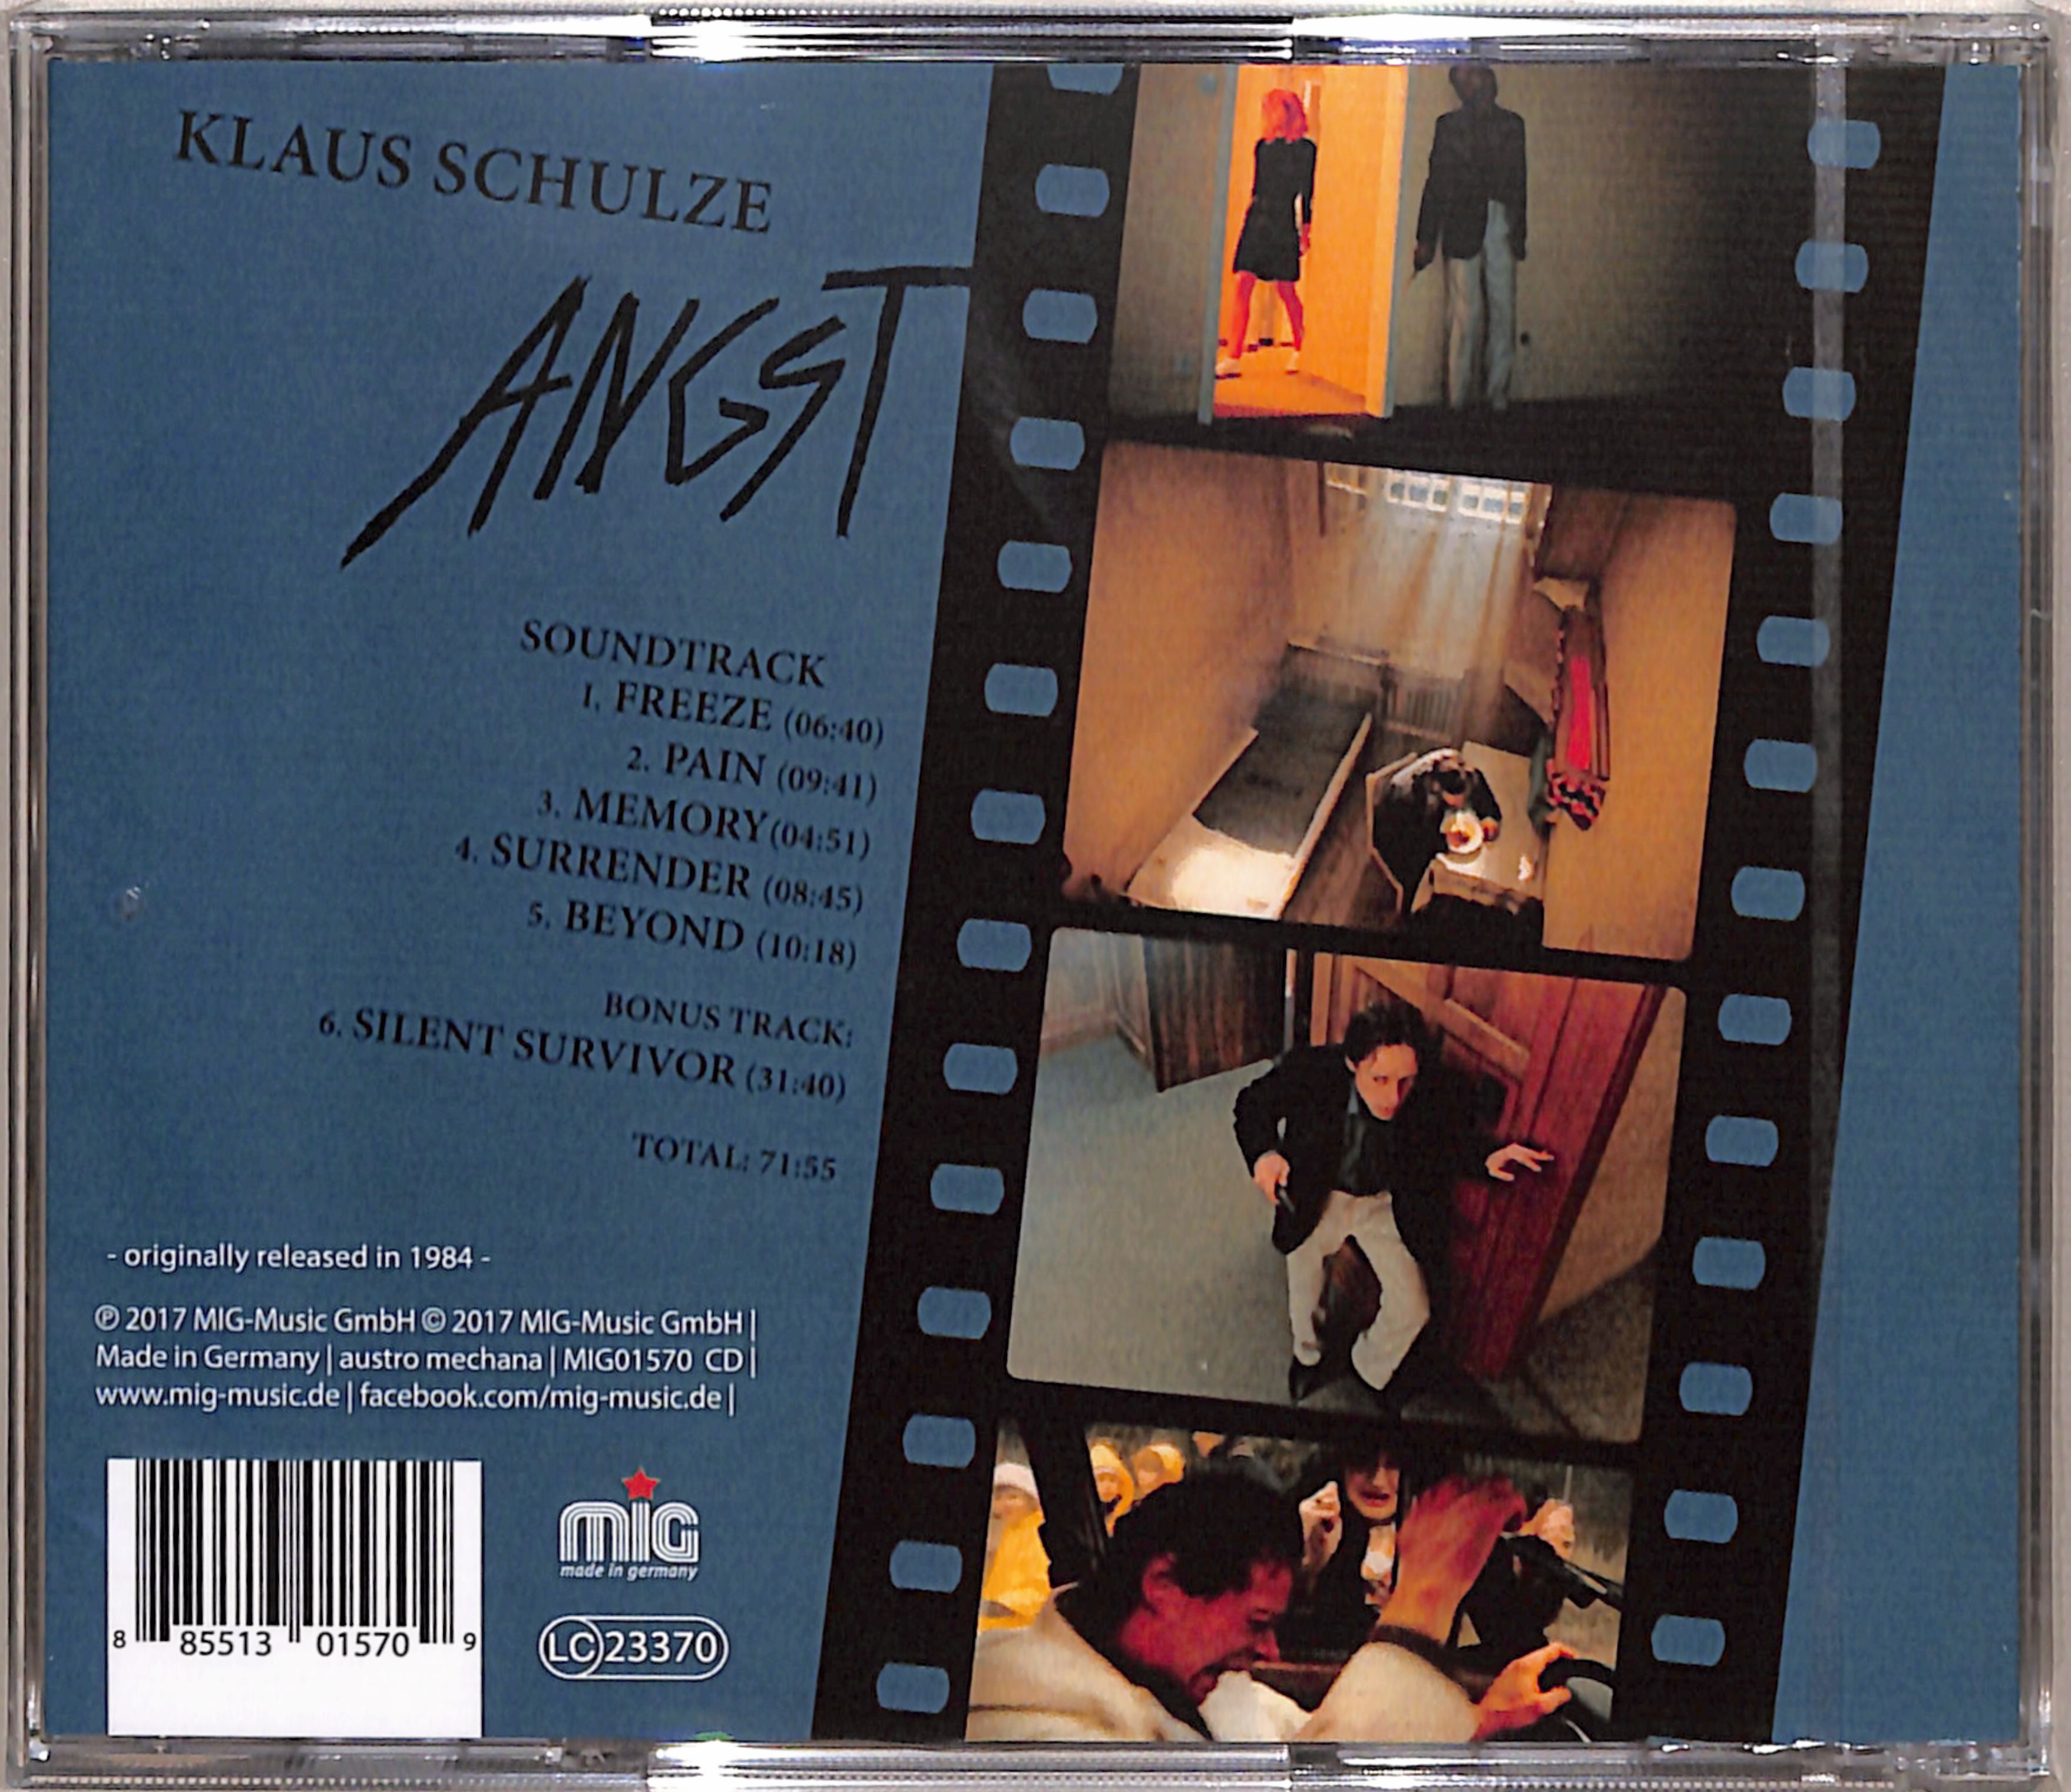 KLAUS SCHULZE
ANGST
SOUNDTRACK
1. FREEZE (06:40)
2. PAIN (09:41)
3. MEMORY(04:51)
4. SURRENDER (08:45)
5. BEYOND (10:18)
BONUS TRACK:
6. SILENT SURVIVOR (31:40)
TOTAL: 71:55
- originally released in 1984 -
℗ 2017 MIG-Music GmbH © 2017 MIG-Music GmbH |
Made in Germany | austro mechana | MIG01570 CD |
www.mig-music.de | facebook.com/mig-music.de |
8 85513 01570 9
MIG
made in germany
LC 23370